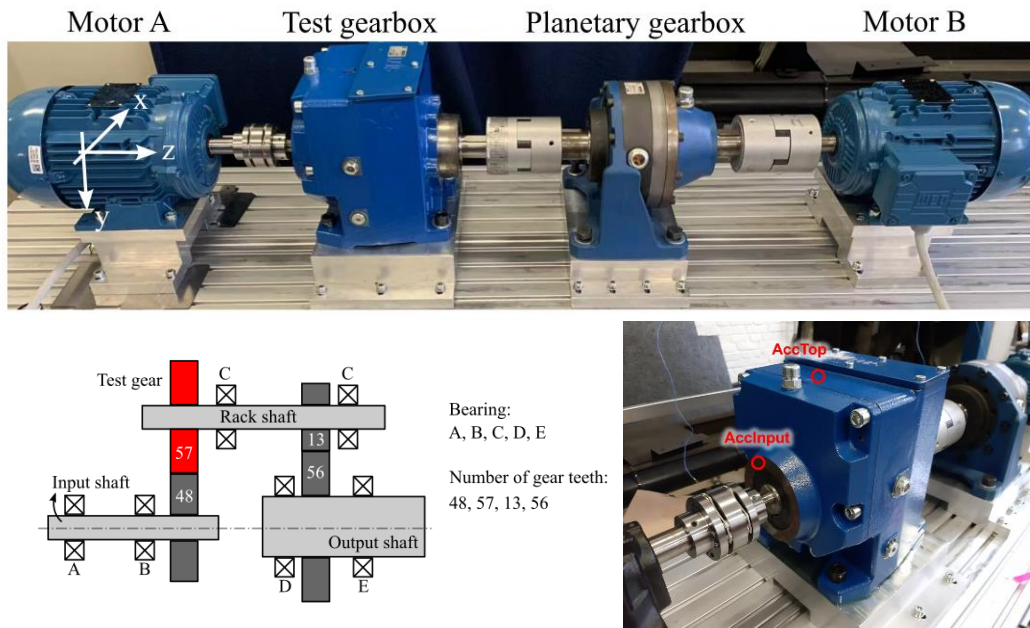 Motor A
Test gearbox
Planetary gearbox
Motor B
x
z
y
Test gear
C
C
Rack shaft
57
13
56
48
Input shaft
Output shaft
A
B
D
E
Bearing:
A, B, C, D, E
Number of gear teeth:
48, 57, 13, 56
AccTop
AccInput